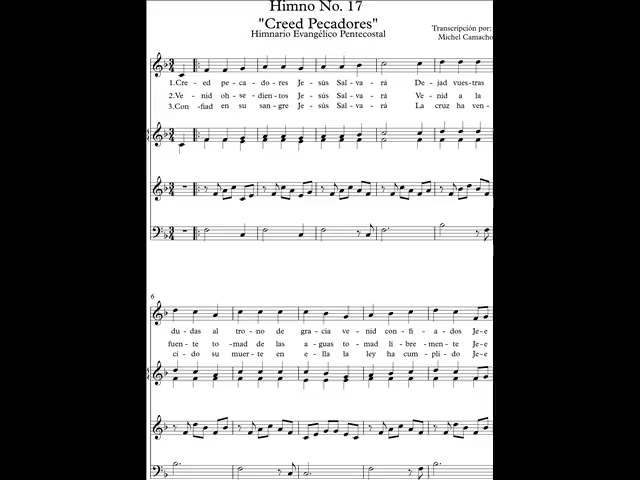 Himno No. 17
"Creed Pecadores"
Himnario Evangélico Pentecostal
Transcripción por:
Michel Camacho
1.Cre - ed pe - ca - do - res Je - sús Sal - va - rá De - jad vues - tras
2.Ve - nid oh - se - dien - tos Je - sús Sal - va - rá Ve - nid a la
3.Con - fiad en su san - gre Je - sús Sal - va - rá La cruz ha ven -
6
du - das al tro - no de gra - cia ve - nid con - fi - a - dos Je - e
fuen - te to - mad de las a - guas to - mad li - bre - men - te Je - e
ci - do su muer - te en e - lla la ley ha cum - pli - do Je - e